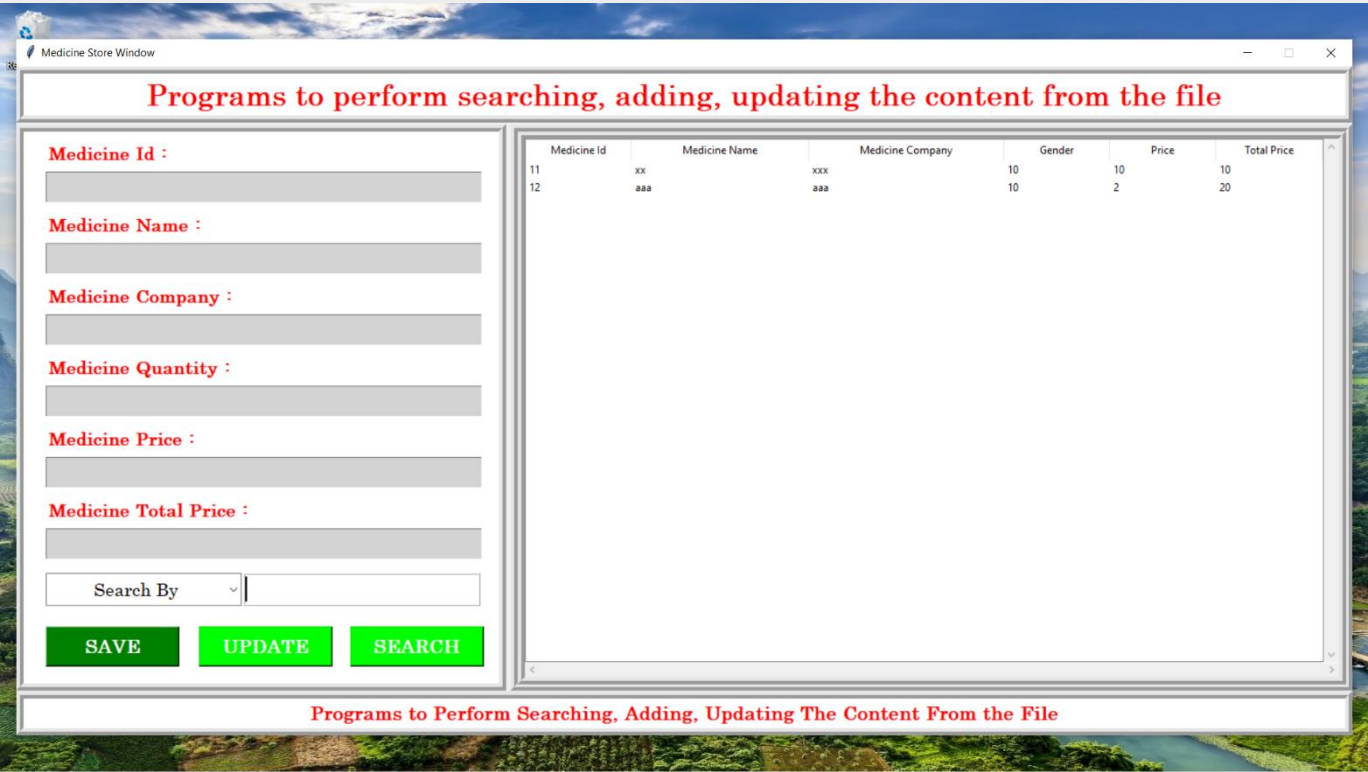 Medicine Store Window
Programs to perform searching, adding, updating the content from the file
Medicine Id :
Medicine Name :
Medicine Company :
Medicine Quantity :
Medicine Price :
Medicine Total Price :
Search By
SAVE UPDATE SEARCH
Medicine Id Medicine Name Medicine Company Gender Price Total Price
11 xx xxx 10 10 10
12 aaa aaa 10 2 20
Programs to Perform Searching, Adding, Updating The Content From the File